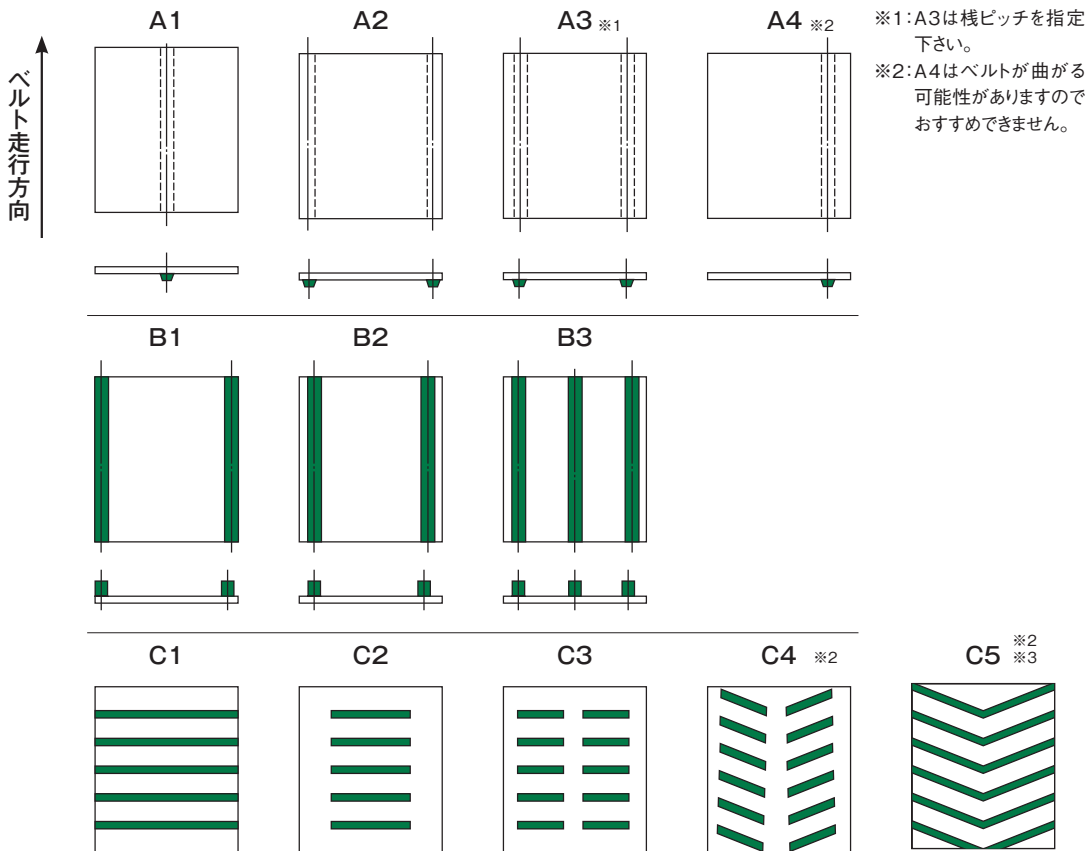 A1
A2
A3 ※1
A4 ※2
※1:A3は桟ピッチを指定
下さい。
※2:A4はベルトが曲がる
可能性がありますので
おすすめできません。
ベルト走行方向
B1
B2
B3
C1
C2
C3
C4 ※2
C5 ※2
※3